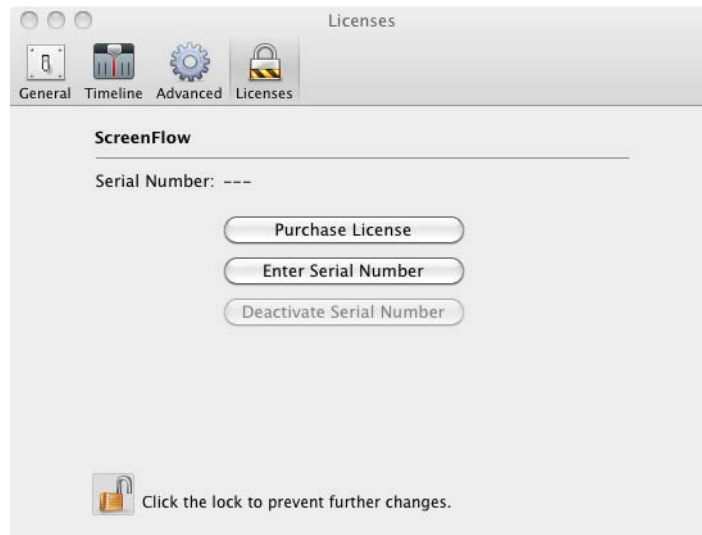 Licenses
General Timeline Advanced Licenses
ScreenFlow
Serial Number: ---
Purchase License
Enter Serial Number
Deactivate Serial Number
Click the lock to prevent further changes.